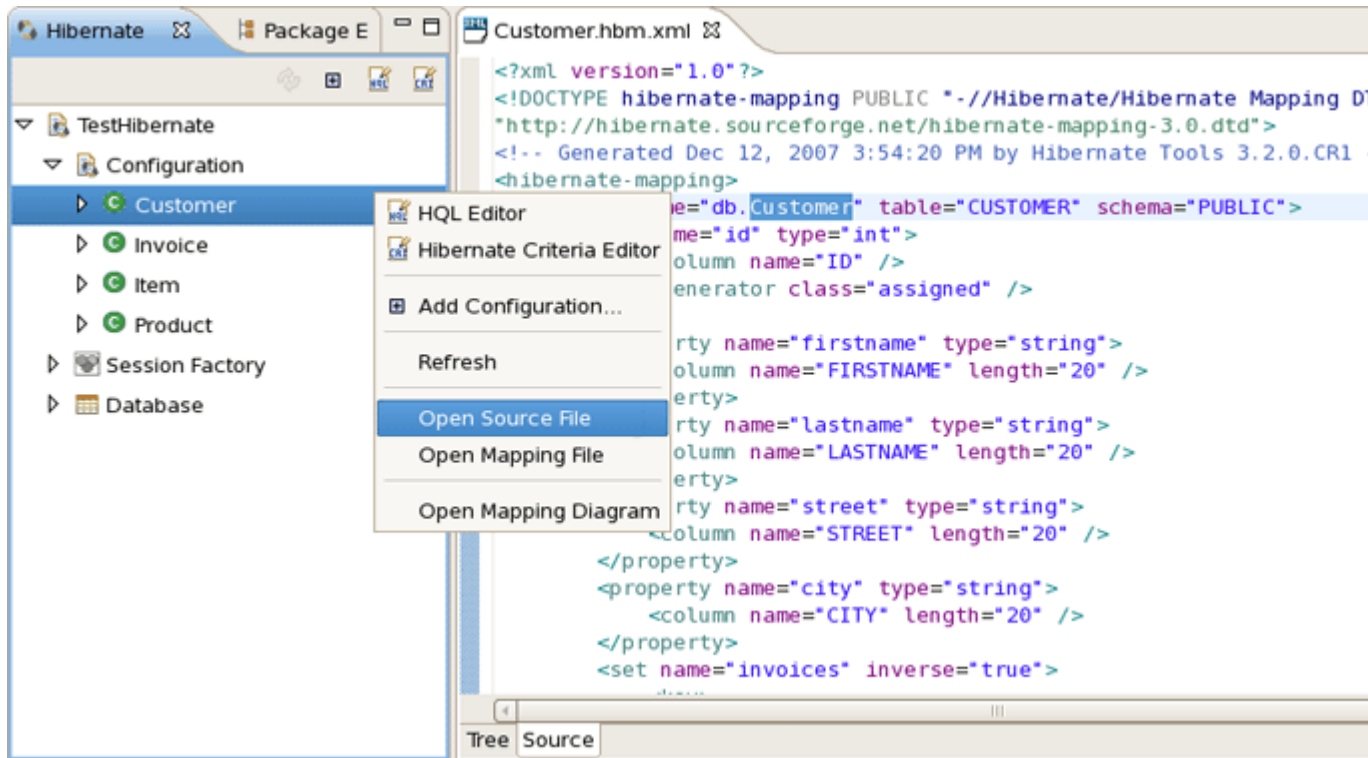 Hibernate
Package E
TestHibernate
Configuration
Customer
Invoice
Item
Product
Session Factory
Database
HQL Editor
Hibernate Criteria Editor
Add Configuration...
Refresh
Open Source File
Open Mapping File
Open Mapping Diagram
Customer.hbm.xml
<?xml version="1.0"?>
<!DOCTYPE hibernate-mapping PUBLIC "-//Hibernate/Hibernate Mapping DT
"http://hibernate.sourceforge.net/hibernate-mapping-3.0.dtd">
<!-- Generated Dec 12, 2007 3:54:20 PM by Hibernate Tools 3.2.0.CR1
<hibernate-mapping>
e="db.Customer" table="CUSTOMER" schema="PUBLIC">
me="id" type="int">
olumn name="ID" />
enerator class="assigned" />
rty name="firstname" type="string">
olumn name="FIRSTNAME" length="20" />
erty>
rty name="lastname" type="string">
olumn name="LASTNAME" length="20" />
erty>
rty name="street" type="string">
<column name="STREET" length="20" />
</property>
<property name="city" type="string">
<column name="CITY" length="20" />
</property>
<set name="invoices" inverse="true">
Tree Source